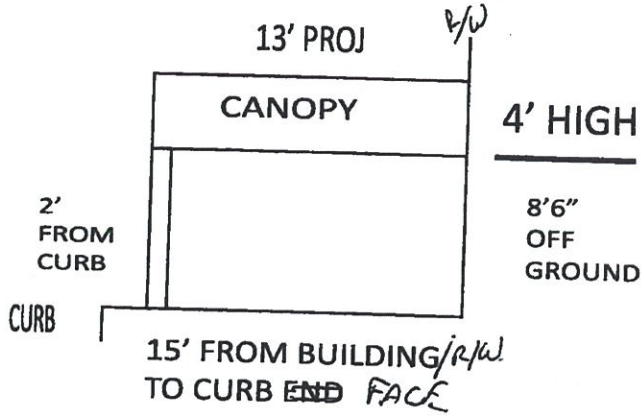 R/W
13' PROJ
CANOPY
4' HIGH
2'
FROM
CURB
8'6"
OFF
GROUND
CURB
15' FROM BUILDING/R/W
TO CURB END FACE